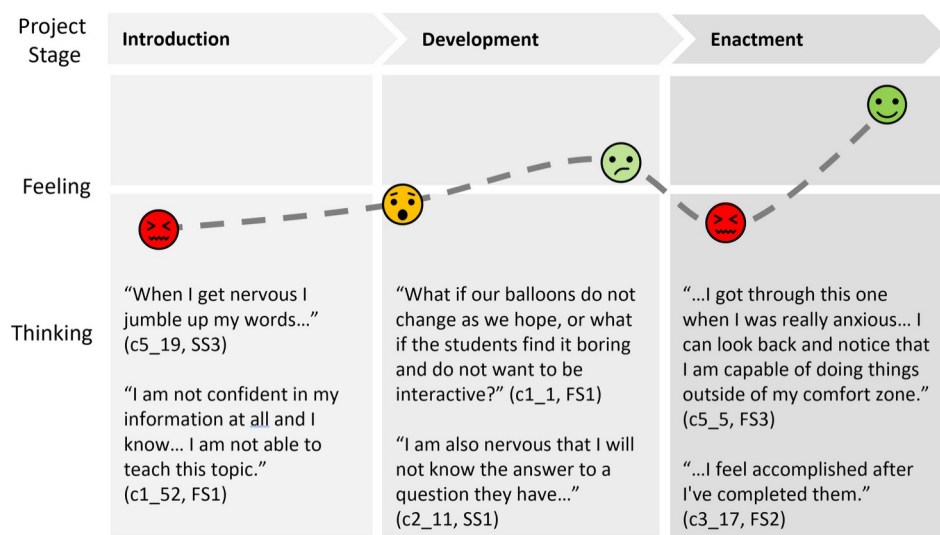 Project
Stage
Introduction
Development
Enactment
Feeling
Thinking
“When I get nervous I
jumble up my words…”
(c5_19, SS3)
“I am not confident in my
information at all and I
know… I am not able to
teach this topic.”
(c1_52, FS1)
“What if our balloons do not
change as we hope, or what
if the students find it boring
and do not want to be
interactive?” (c1_1, FS1)
“I am also nervous that I will
not know the answer to a
question they have…”
(c2_11, SS1)
“…I got through this one
when I was really anxious… I
can look back and notice that
I am capable of doing things
outside of my comfort zone.”
(c5_5, FS3)
“…I feel accomplished after
I've completed them.”
(c3_17, FS2)